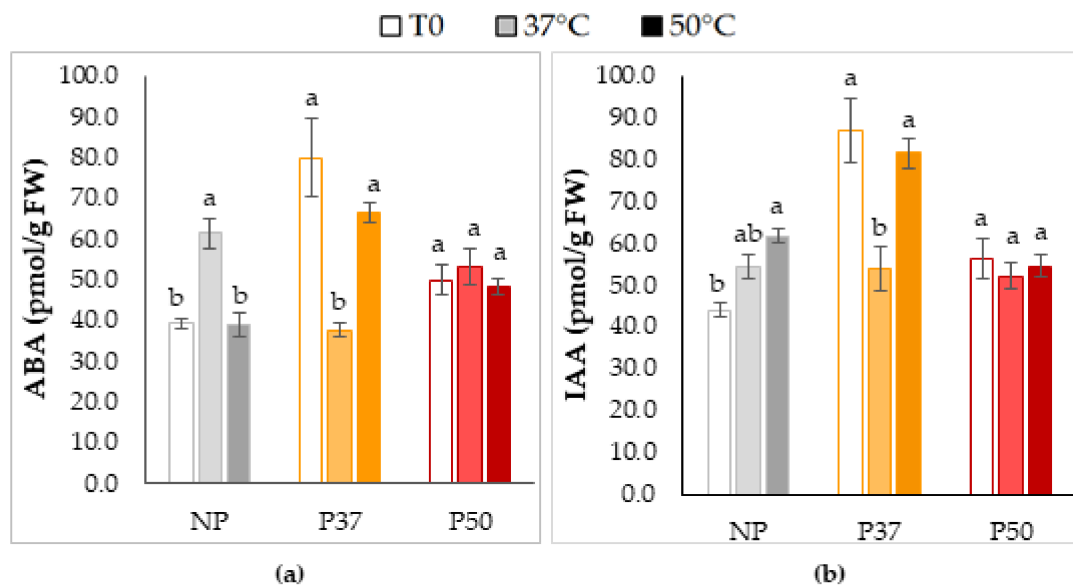 T0 37°C 50°C
100.0
90.0
80.0
70.0
60.0
50.0
40.0
30.0
20.0
10.0
0.0
ABA (pmol/g FW)
b a b a b a a a a
NP P37 P50
(a)
100.0
90.0
80.0
70.0
60.0
50.0
40.0
30.0
20.0
10.0
0.0
IAA (pmol/g FW)
b ab a a b a a a a
NP P37 P50
(b)